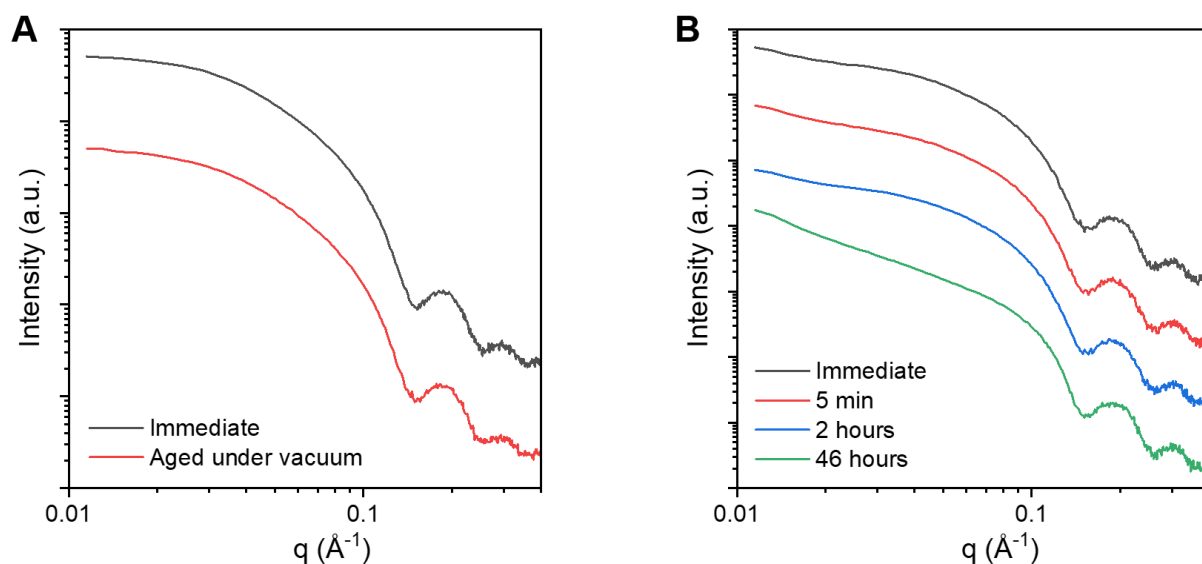 A
Intensity (a.u.)
Immediate
Aged under vacuum
0.01
0.1
q (Å⁻¹)
B
Intensity (a.u.)
Immediate
5 min
2 hours
46 hours
0.01
0.1
q (Å⁻¹)